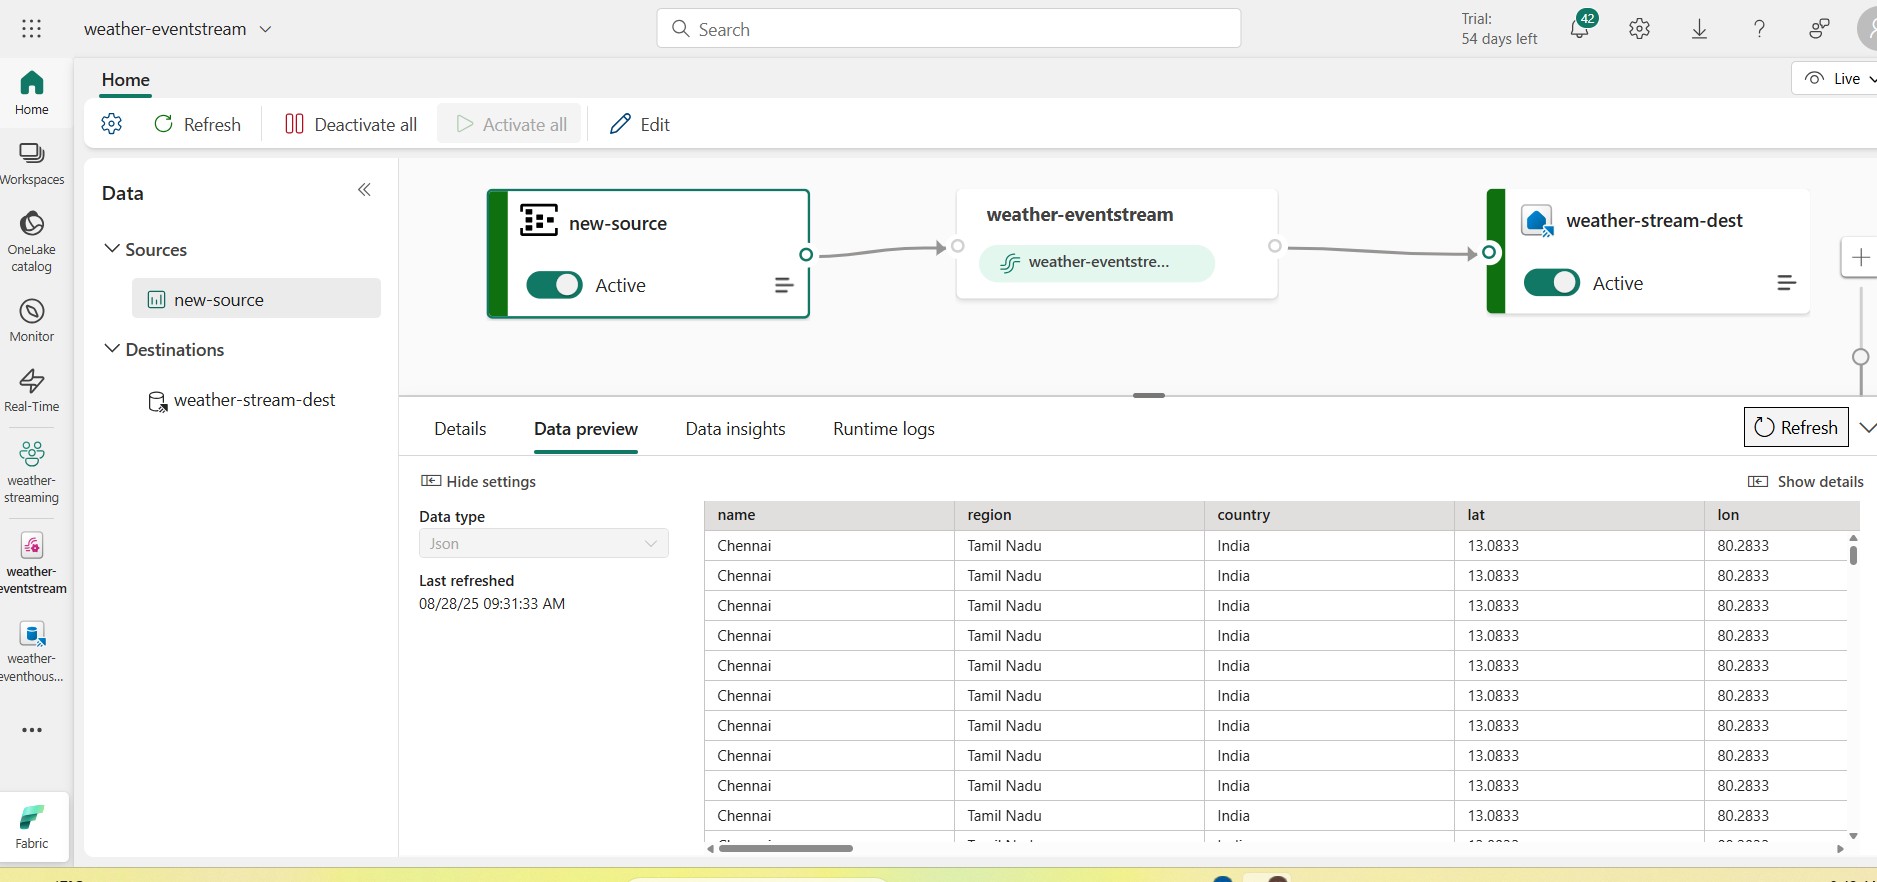 weather-eventstream
Search
Trial:
54 days left
42
Home
Live
Home
Workspaces
OneLake
catalog
Monitor
Real-Time
weather-
streaming
weather-
eventstream
weather-
eventhous...
Fabric
Refresh
Deactivate all
Activate all
Edit
Data
Sources
new-source
Destinations
weather-stream-dest
new-source
Active
weather-eventstream
weather-eventstre...
weather-stream-dest
Active
Details Data preview Data insights Runtime logs
Refresh
Hide settings
Show details
Data type
Json
Last refreshed
08/28/25 09:31:33 AM
name region country lat lon
Chennai Tamil Nadu India 13.0833 80.2833
Chennai Tamil Nadu India 13.0833 80.2833
Chennai Tamil Nadu India 13.0833 80.2833
Chennai Tamil Nadu India 13.0833 80.2833
Chennai Tamil Nadu India 13.0833 80.2833
Chennai Tamil Nadu India 13.0833 80.2833
Chennai Tamil Nadu India 13.0833 80.2833
Chennai Tamil Nadu India 13.0833 80.2833
Chennai Tamil Nadu India 13.0833 80.2833
Chennai Tamil Nadu India 13.0833 80.2833